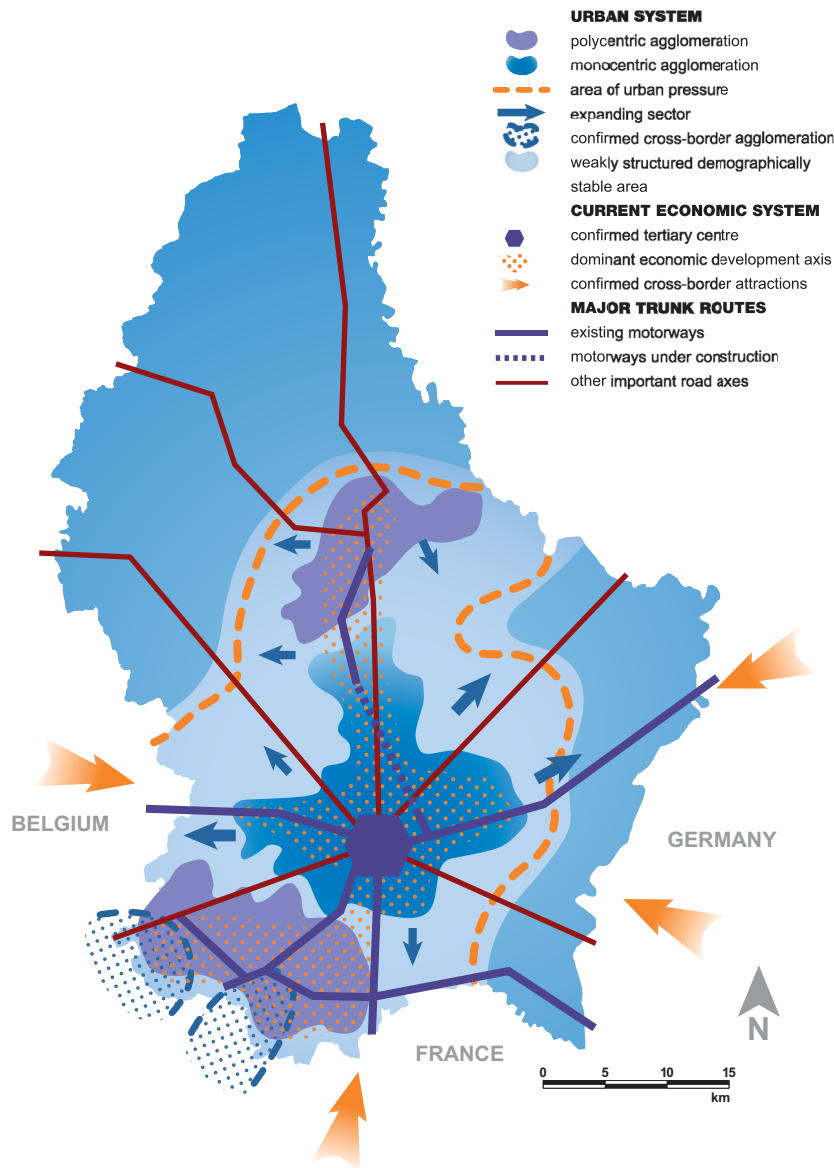 URBAN SYSTEM
polycentric agglomeration
monocentric agglomeration
area of urban pressure
expanding sector
confirmed cross-border agglomeration
weakly structured demographically
stable area
CURRENT ECONOMIC SYSTEM
confirmed tertiary centre
dominant economic development axis
confirmed cross-border attractions
MAJOR TRUNK ROUTES
existing motorways
motorways under construction
other important road axes
BELGIUM
GERMANY
FRANCE
N
0 5 10 15
km